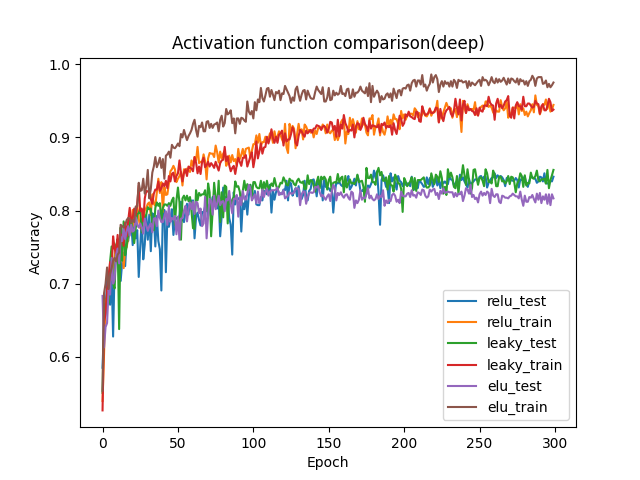 Activation function comparison(deep)
1.0
0.9
0.8
0.7
0.6
Accuracy
0
50
100
150
200
250
300
Epoch
relu_test
relu_train
leaky_test
leaky_train
elu_test
elu_train